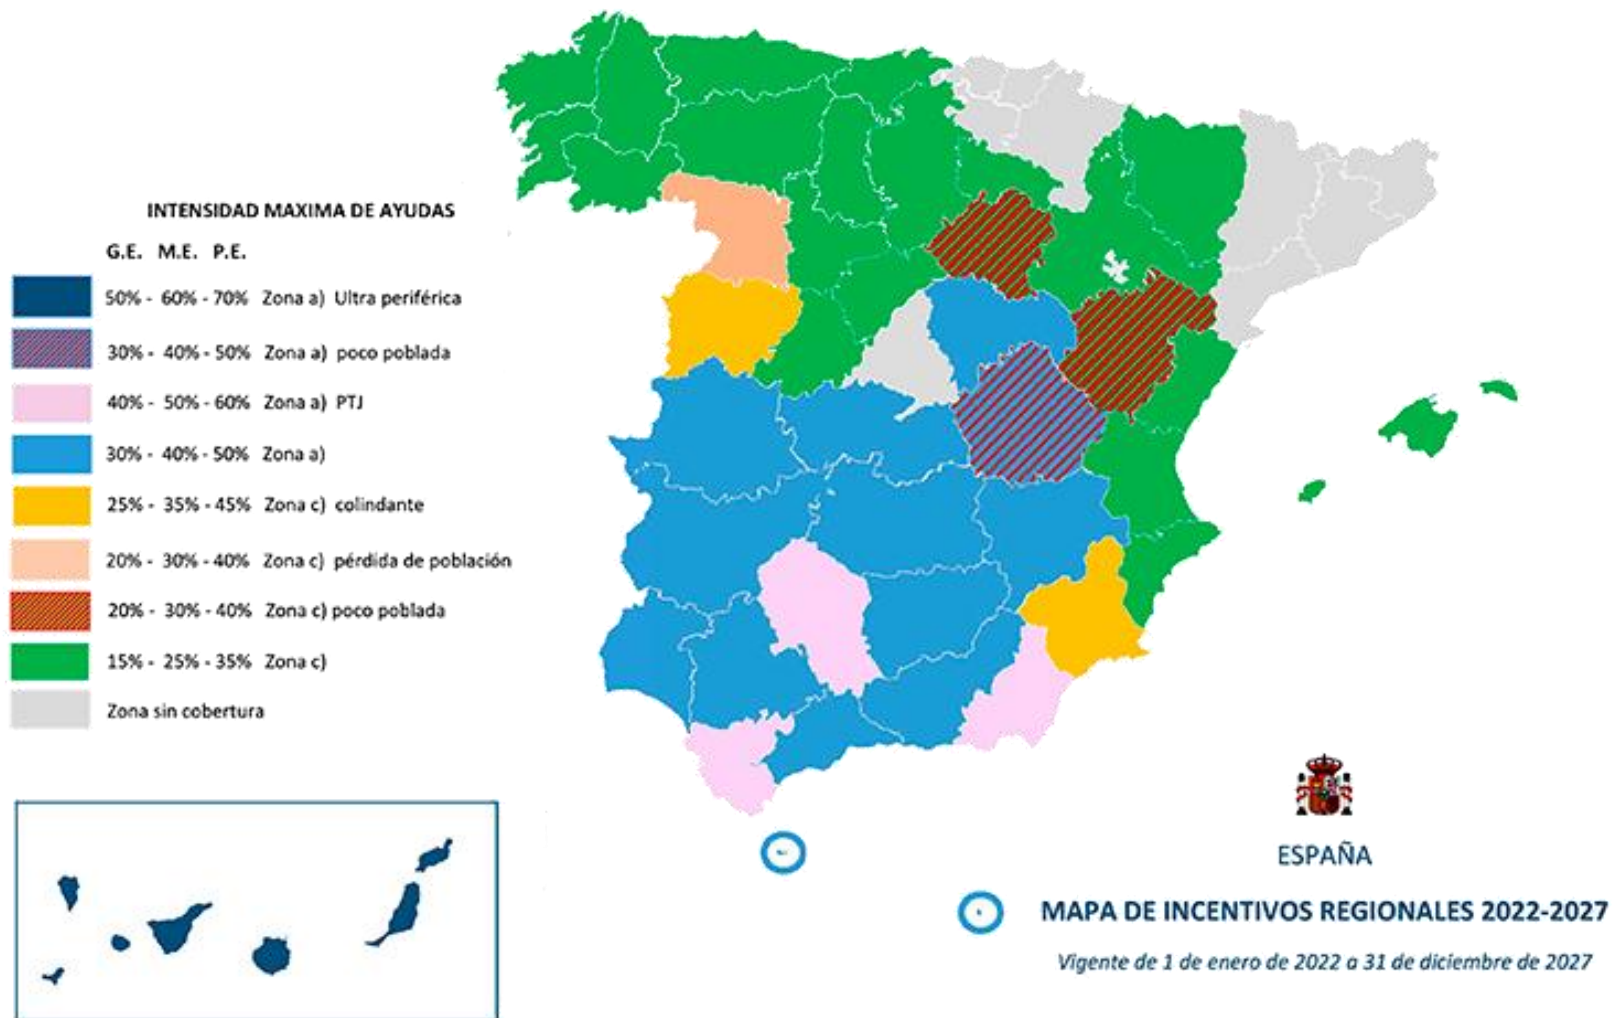 INTENSIDAD MAXIMA DE AYUDAS
G.E. M.E. P.E.
50% - 60% - 70% Zona a) Ultra periférica
30% - 40% - 50% Zona a) poco poblada
40% - 50% - 60% Zona a) PTJ
30% - 40% - 50% Zona a)
25% - 35% - 45% Zona c) colindante
20% - 30% - 40% Zona c) pérdida de población
20% - 30% - 40% Zona c) poco poblada
15% - 25% - 35% Zona c)
Zona sin cobertura
ESPAÑA
MAPA DE INCENTIVOS REGIONALES 2022-2027
Vigente de 1 de enero de 2022 a 31 de diciembre de 2027